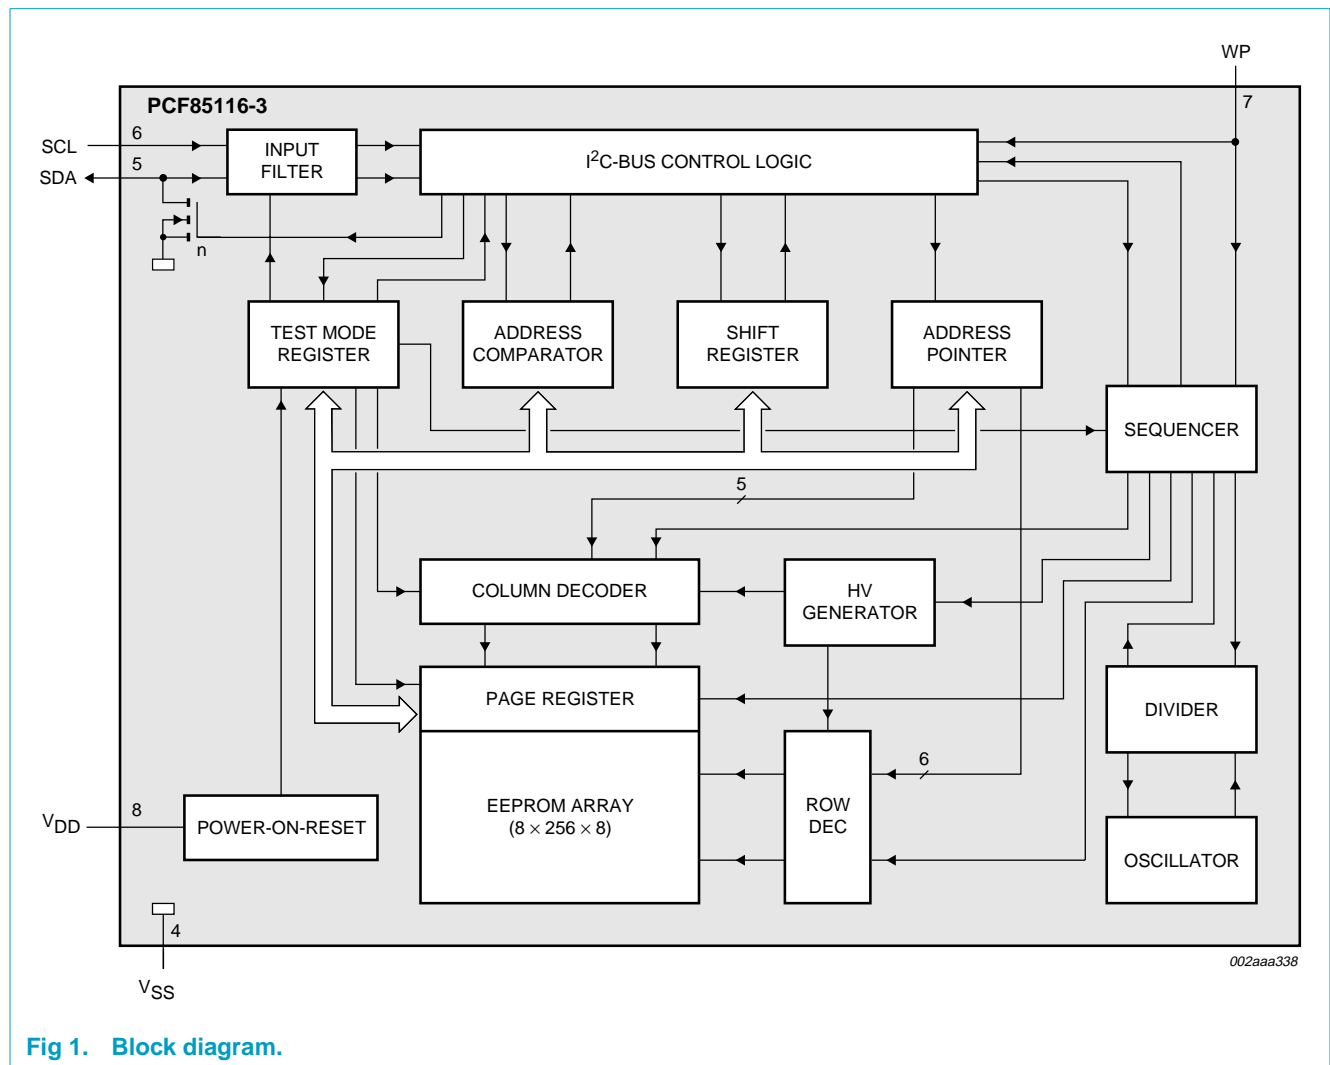 WP
7
PCF85116-3
SCL
6
INPUT
FILTER
I²C-BUS CONTROL LOGIC
SDA
5
n
TEST MODE
REGISTER
ADDRESS
COMPARATOR
SHIFT
REGISTER
ADDRESS
POINTER
SEQUENCER
5
COLUMN DECODER
HV
GENERATOR
PAGE REGISTER
DIVIDER
6
EEPROM ARRAY
(8 × 256 × 8)
ROW
DEC
VDD
8
POWER-ON-RESET
OSCILLATOR
4
VSS
002aaa338
Fig 1. Block diagram.